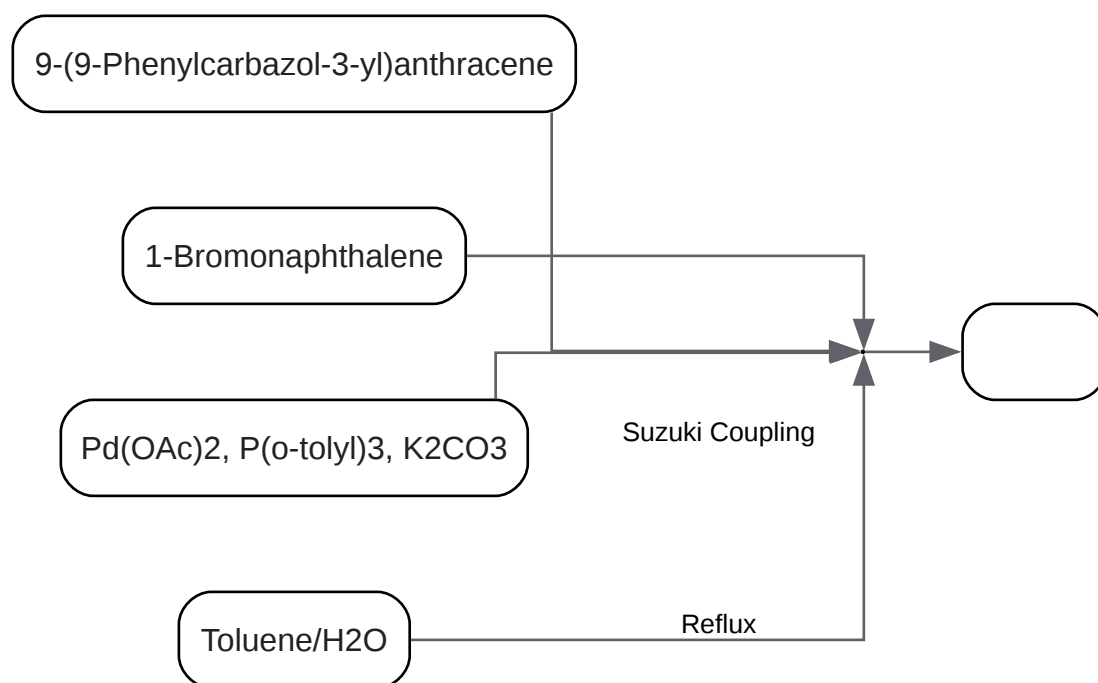 9-(9-Phenylcarbazol-3-yl)anthracene
1-Bromonaphthalene
Suzuki Coupling
Pd(OAc)2, P(o-tolyl)3, K2CO3
Reflux
Toluene/H2O